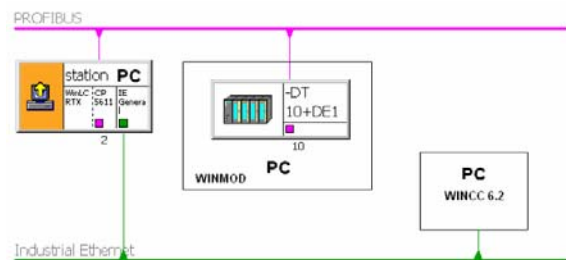 PROFIBUS
station PC
WinLC RTX
CP 5611
IE Genera l
2
-DT
10+DE1
10
WINMOD
PC
PC
WINCC 6.2
Industrial Ethernet